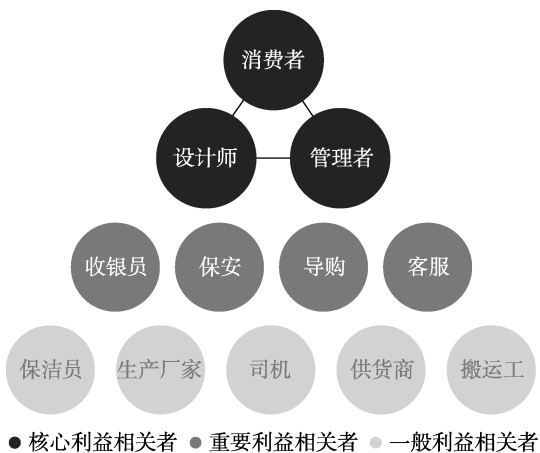 消费者
设计师 管理者
收银员 保安 导购 客服
保洁员 生产厂家 司机 供货商 搬运工
核心利益相关者 重要利益相关者 一般利益相关者